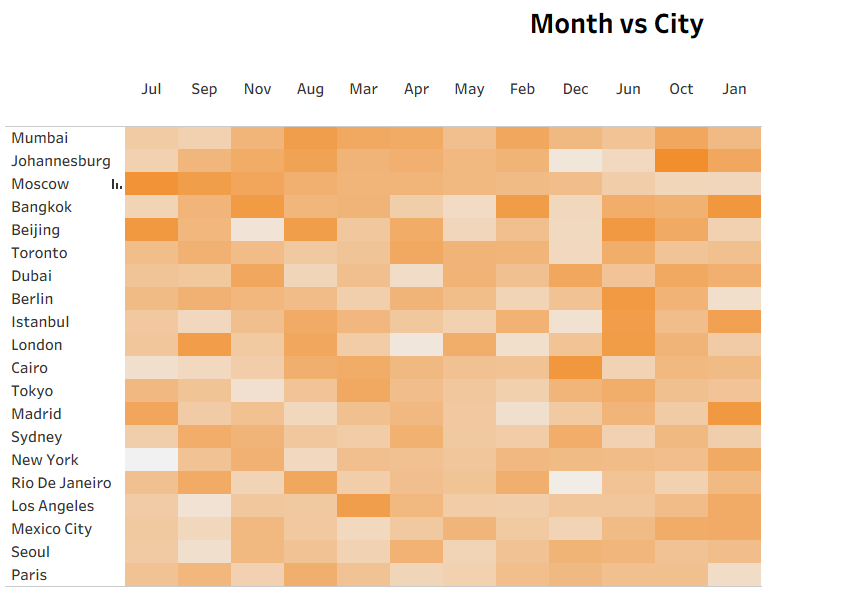 Month vs City
Jul Sep Nov Aug Mar Apr May Feb Dec Jun Oct Jan
Mumbai
Johannesburg
Moscow
Bangkok
Beijing
Toronto
Dubai
Berlin
Istanbul
London
Cairo
Tokyo
Madrid
Sydney
New York
Rio De Janeiro
Los Angeles
Mexico City
Seoul
Paris